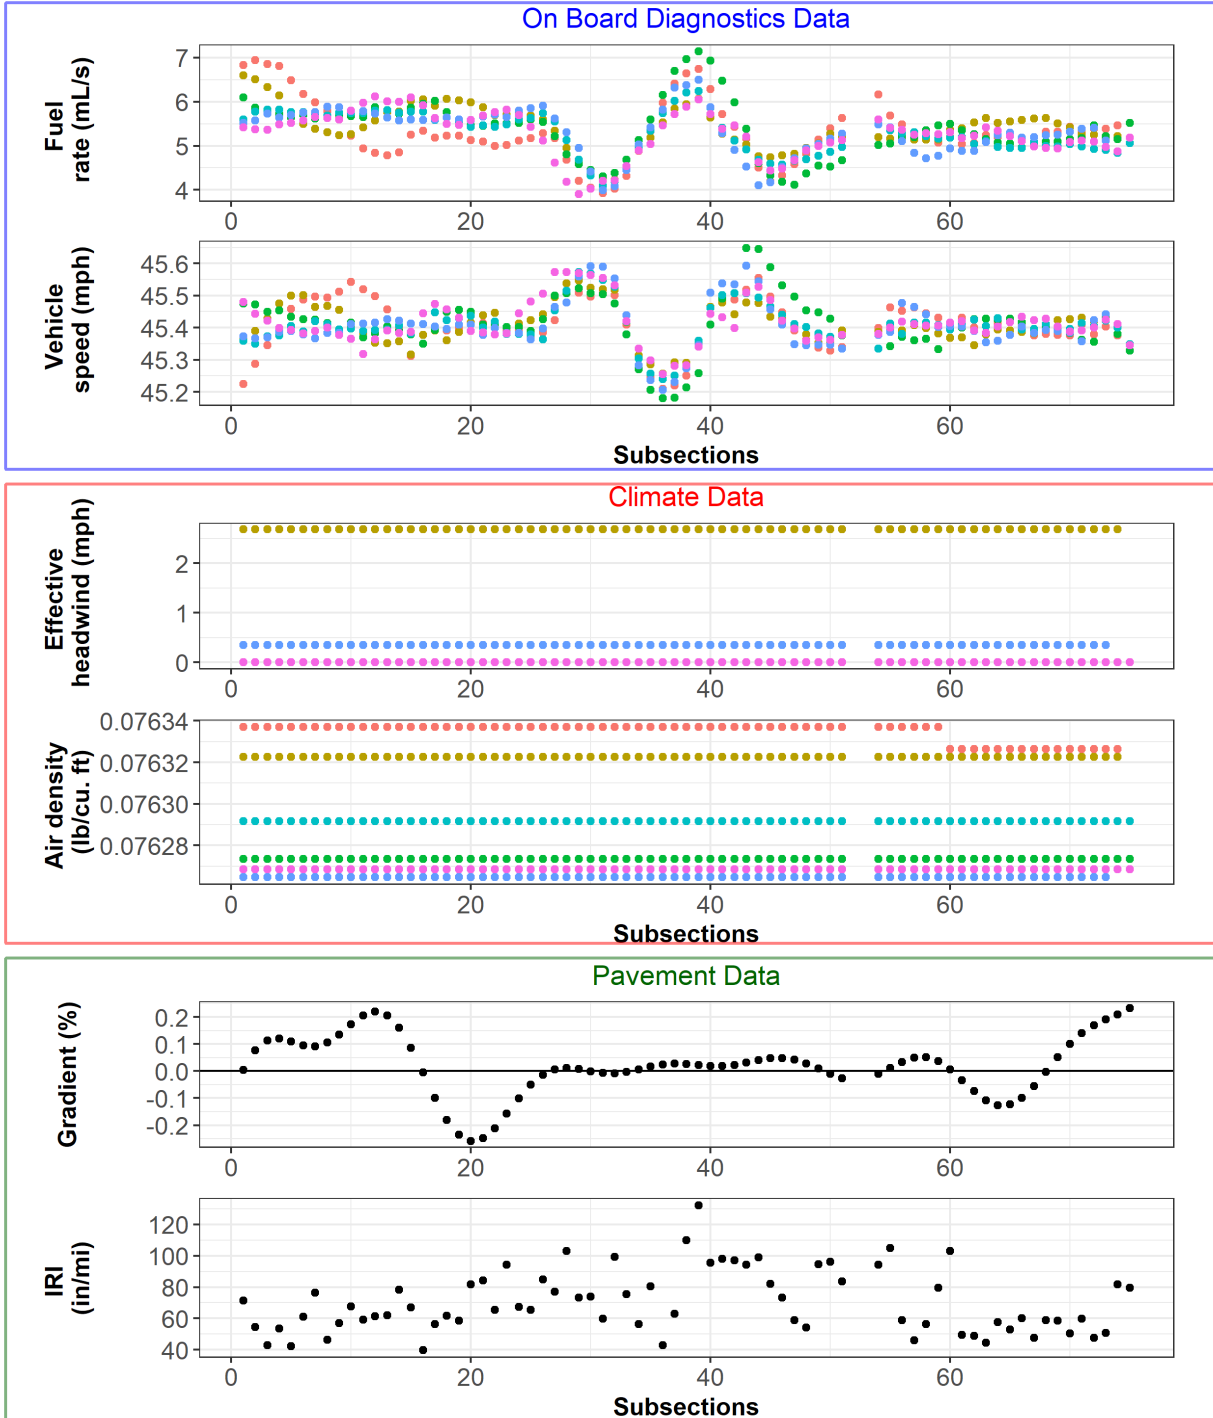 On Board Diagnostics Data
Fuel
rate (mL/s)
7
6
5
4
0 20 40 60
Vehicle
speed (mph)
45.6
45.5
45.4
45.3
45.2
0 20 40 60
Subsections
Climate Data
Effective
headwind (mph)
2
1
0
0 20 40 60
Air density
(lb/cu. ft)
0.07634
0.07632
0.07630
0.07628
0 20 40 60
Subsections
Pavement Data
Gradient (%)
0.2
0.1
0.0
-0.1
-0.2
0 20 40 60
IRI
(in/mi)
120
100
80
60
40
0 20 40 60
Subsections